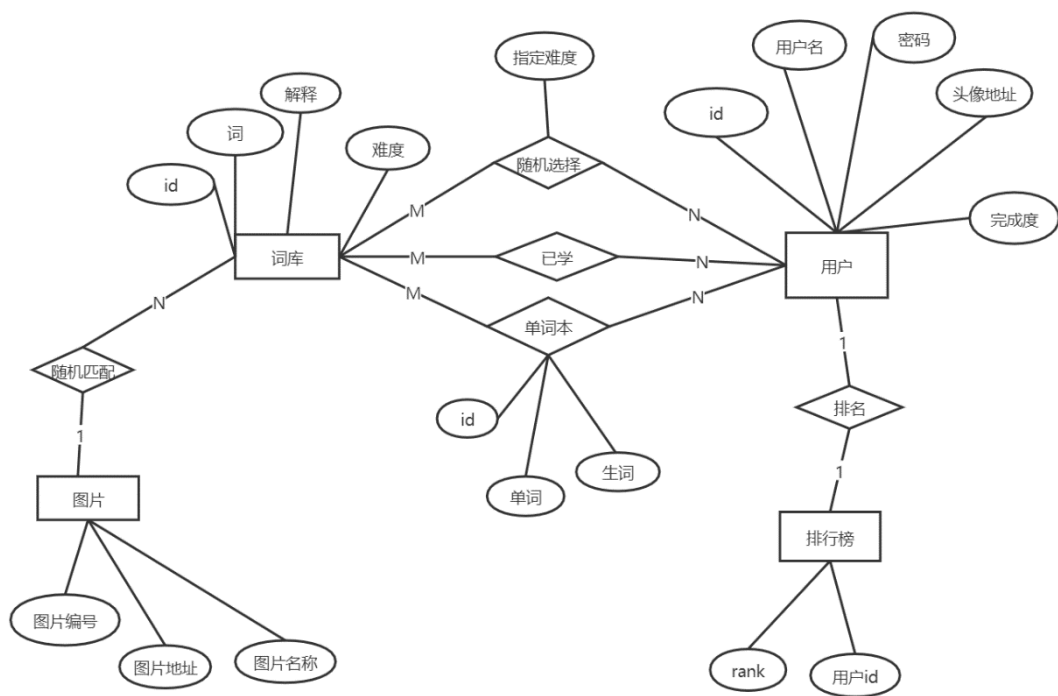 指定难度
用户名
密码
解释
头像地址
id
词
难度
随机选择
id
M
N
完成度
词库
M
已学
N
用户
N
M
单词本
N
1
随机匹配
排名
id
1
1
生词
图片
单词
排行榜
图片编号
图片地址
图片名称
rank
用户id